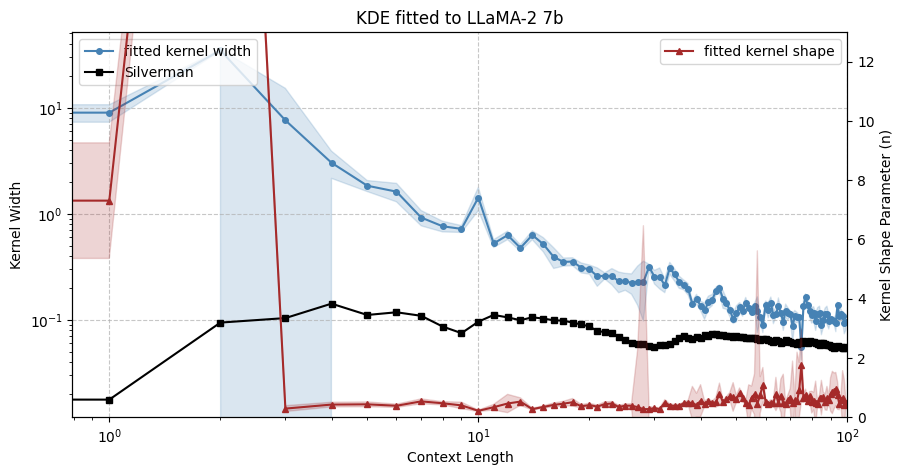 KDE fitted to LLaMA-2 7b
fitted kernel width
Silverman
fitted kernel shape
Kernel Width
10¹
10⁰
10⁻¹
Kernel Shape Parameter (n)
12
10
8
6
4
2
0
10⁰
10¹
10²
Context Length